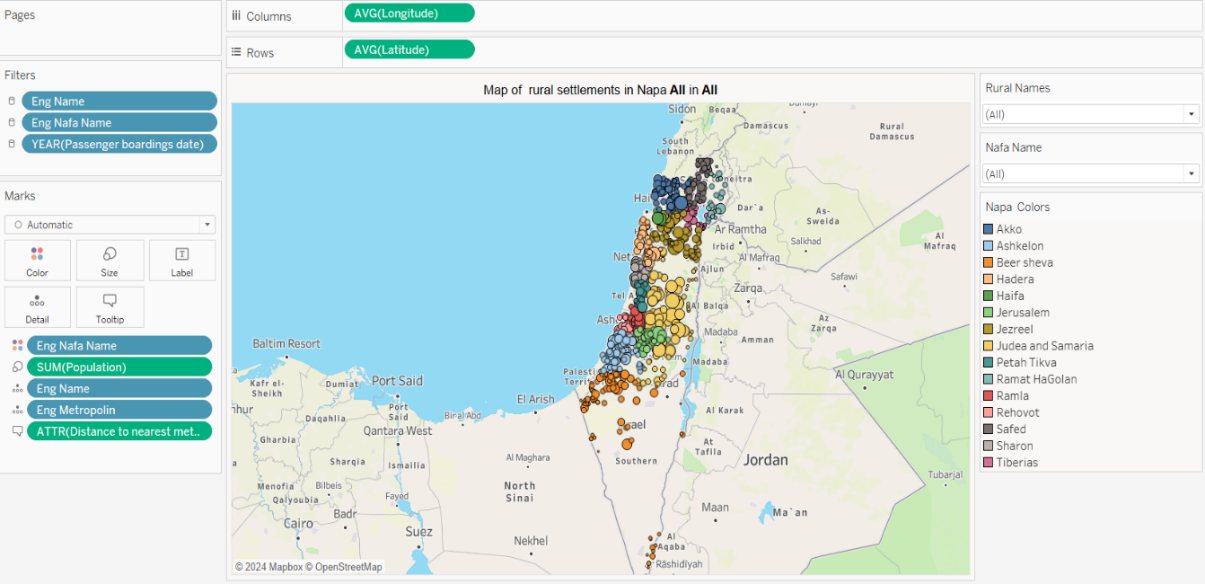 Pages
Columns
AVG(Longitude)
Rows
AVG(Latitude)
Filters
Eng Name
Eng Nafa Name
YEAR(Passenger boardings date)
Marks
Automatic
Color
Size
Label
Detail
Tooltip
Eng Nafa Name
SUM(Population)
Eng Name
Eng Metropolin
ATTR(Distance to nearest met..
Map of rural settlements in Napa All in All
Sidon
Beqaa
Damascus
Rural
Damascus
South
Lebanon
Dar`a
As-
Swelda
Ar Ramtha
Irbid
Salkhad
Al
Mafraq
Al Mafraq
Ajlun
Zarqa
Safawi
Al Balqa
Az
Zarqa
Madaba
Amman
Madaba
Al Qurayyat
Baltim Resort
Kafr el-
Sheikh
Dumiat
Port Said
Daqahlia
Port
Said
Bir al Abd
El Arish
Qantara West
Gharbia
Al Karak
Sharqia
Ismailia
Al Maghara
Southern
At
Tafila
Jordan
Tubarjal
Menofia
Bilbeis
Qalyoubia
Fayed
North
Sinai
Cairo
Badr
Suez
Maan
Ma`an
Nekhel
Al
Aqaba
Rāshidīyah
© 2024 Mapbox © OpenStreetMap
Rural Names
(All)
Nafa Name
(All)
Napa Colors
Akko
Ashkelon
Beer sheva
Hadera
Haifa
Jerusalem
Jezreel
Judea and Samaria
Petah Tikva
Ramat HaGolan
Ramla
Rehovot
Safed
Sharon
Tiberias